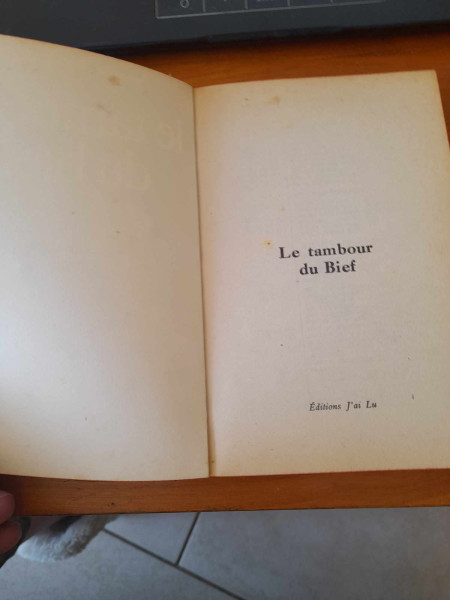 Le tambour
du Bief
Éditions J'ai Lu